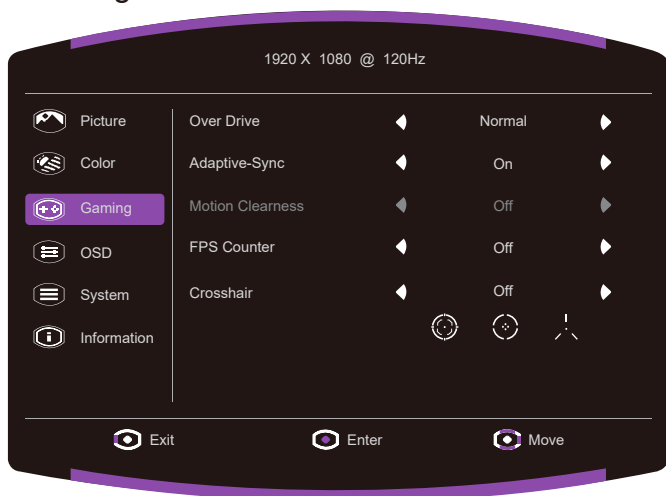 1920 X 1080 @ 120Hz
Picture
Over Drive Normal
Color
Adaptive-Sync On
Gaming
Motion Clearness Off
OSD
FPS Counter Off
System
Crosshair Off
Information
Exit Enter Move